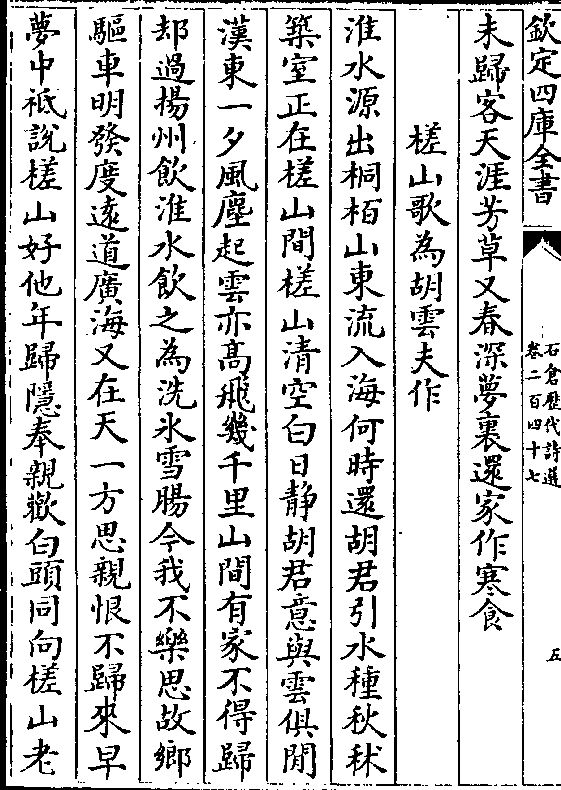 欽定四庫全書
石倉歷代詩選
卷二百四十七
五
未歸客天涯芳草又春深夢裏還家作寒食
槎山歌為胡雲夫作
淮水源出桐栢山東流入海何時還胡君引水種秋秫
築室正在槎山間槎山清空白日靜胡君意與雲俱閒
漢東一夕風塵起雲亦髙飛幾千里山間有家不得歸
却過揚州飲淮水飲之為洗氷雪腸令我不樂思故鄉
驅車明發度逺道廣海又在天一方思親恨不歸來早
夢中祗說槎山好他年歸隱奉親歡白頭同向槎山老